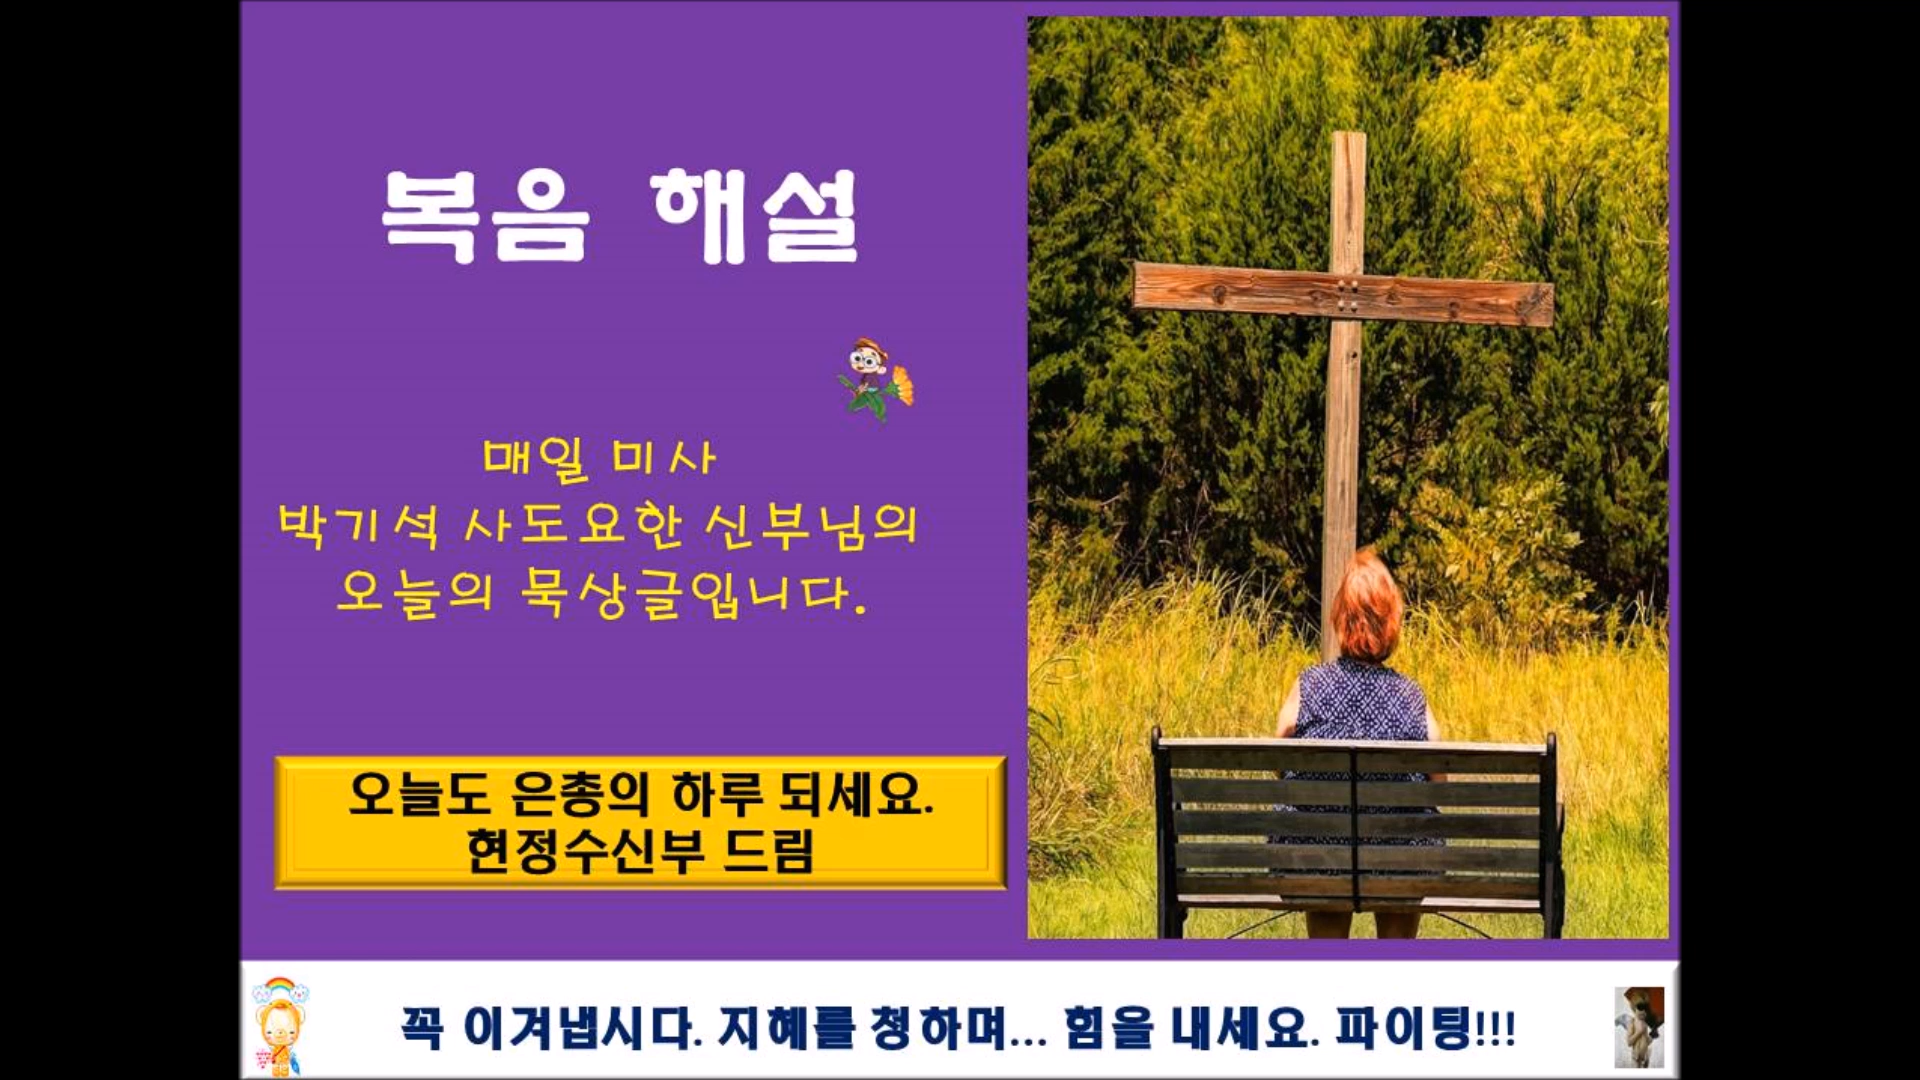 복음 해설
매일 미사
박기석 사도요한 신부님의
오늘의 묵상글입니다.
오늘도 은총의 하루 되세요.
현정수신부 드림
꼭 이겨냅시다. 지혜를 청하며... 힘을 내세요. 파이팅!!!